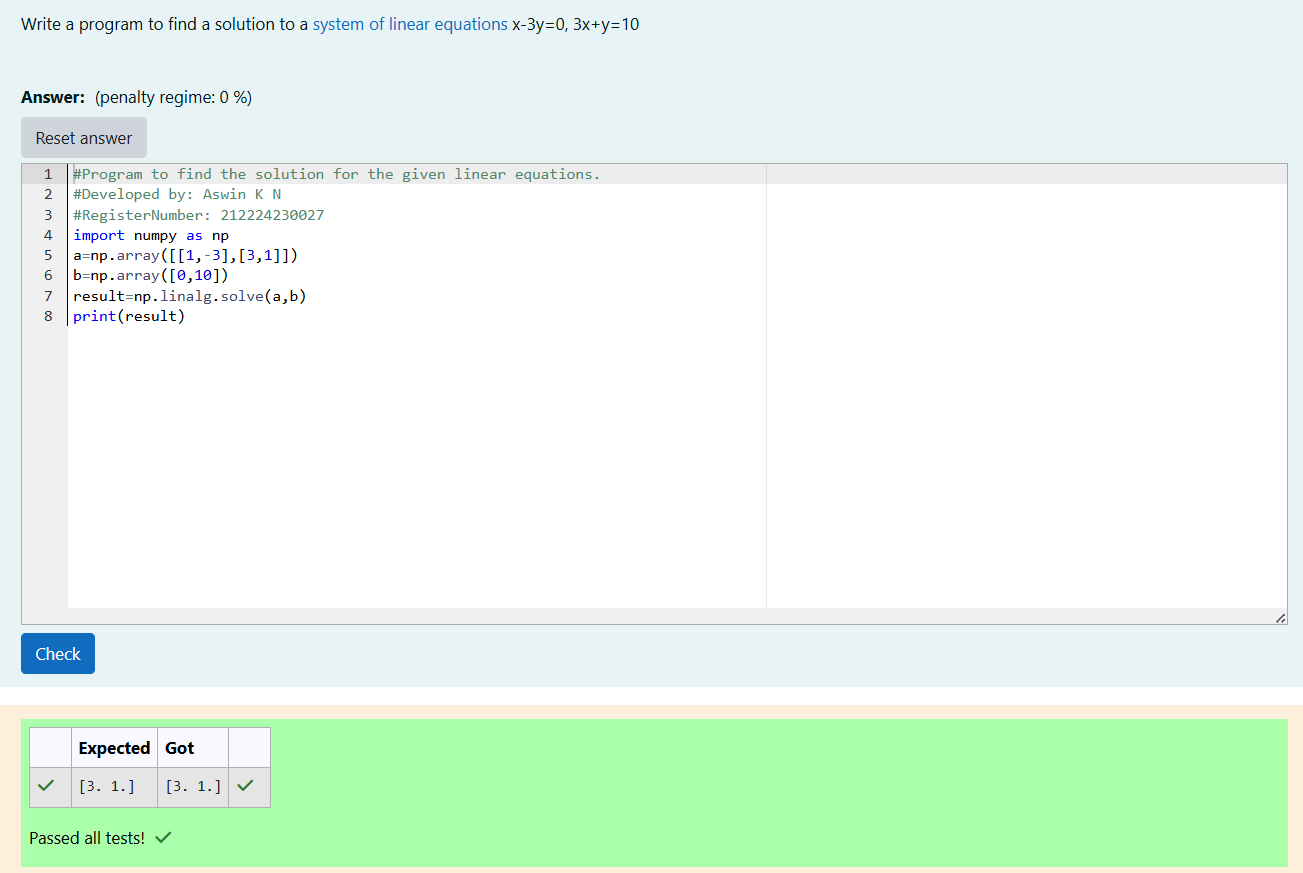 Write a program to find a solution to a system of linear equations x-3y=0, 3x+y=10
Answer: (penalty regime: 0 %)
Reset answer
1 #Program to find the solution for the given linear equations.
2 #Developed by: Aswin K N
3 #RegisterNumber: 212224230027
4 import numpy as np
5 a=np.array([[1,-3],[3,1]])
6 b=np.array([0,10])
7 result=np.linalg.solve(a,b)
8 print(result)
Check
Expected Got
[3. 1.] [3. 1.]
Passed all tests!